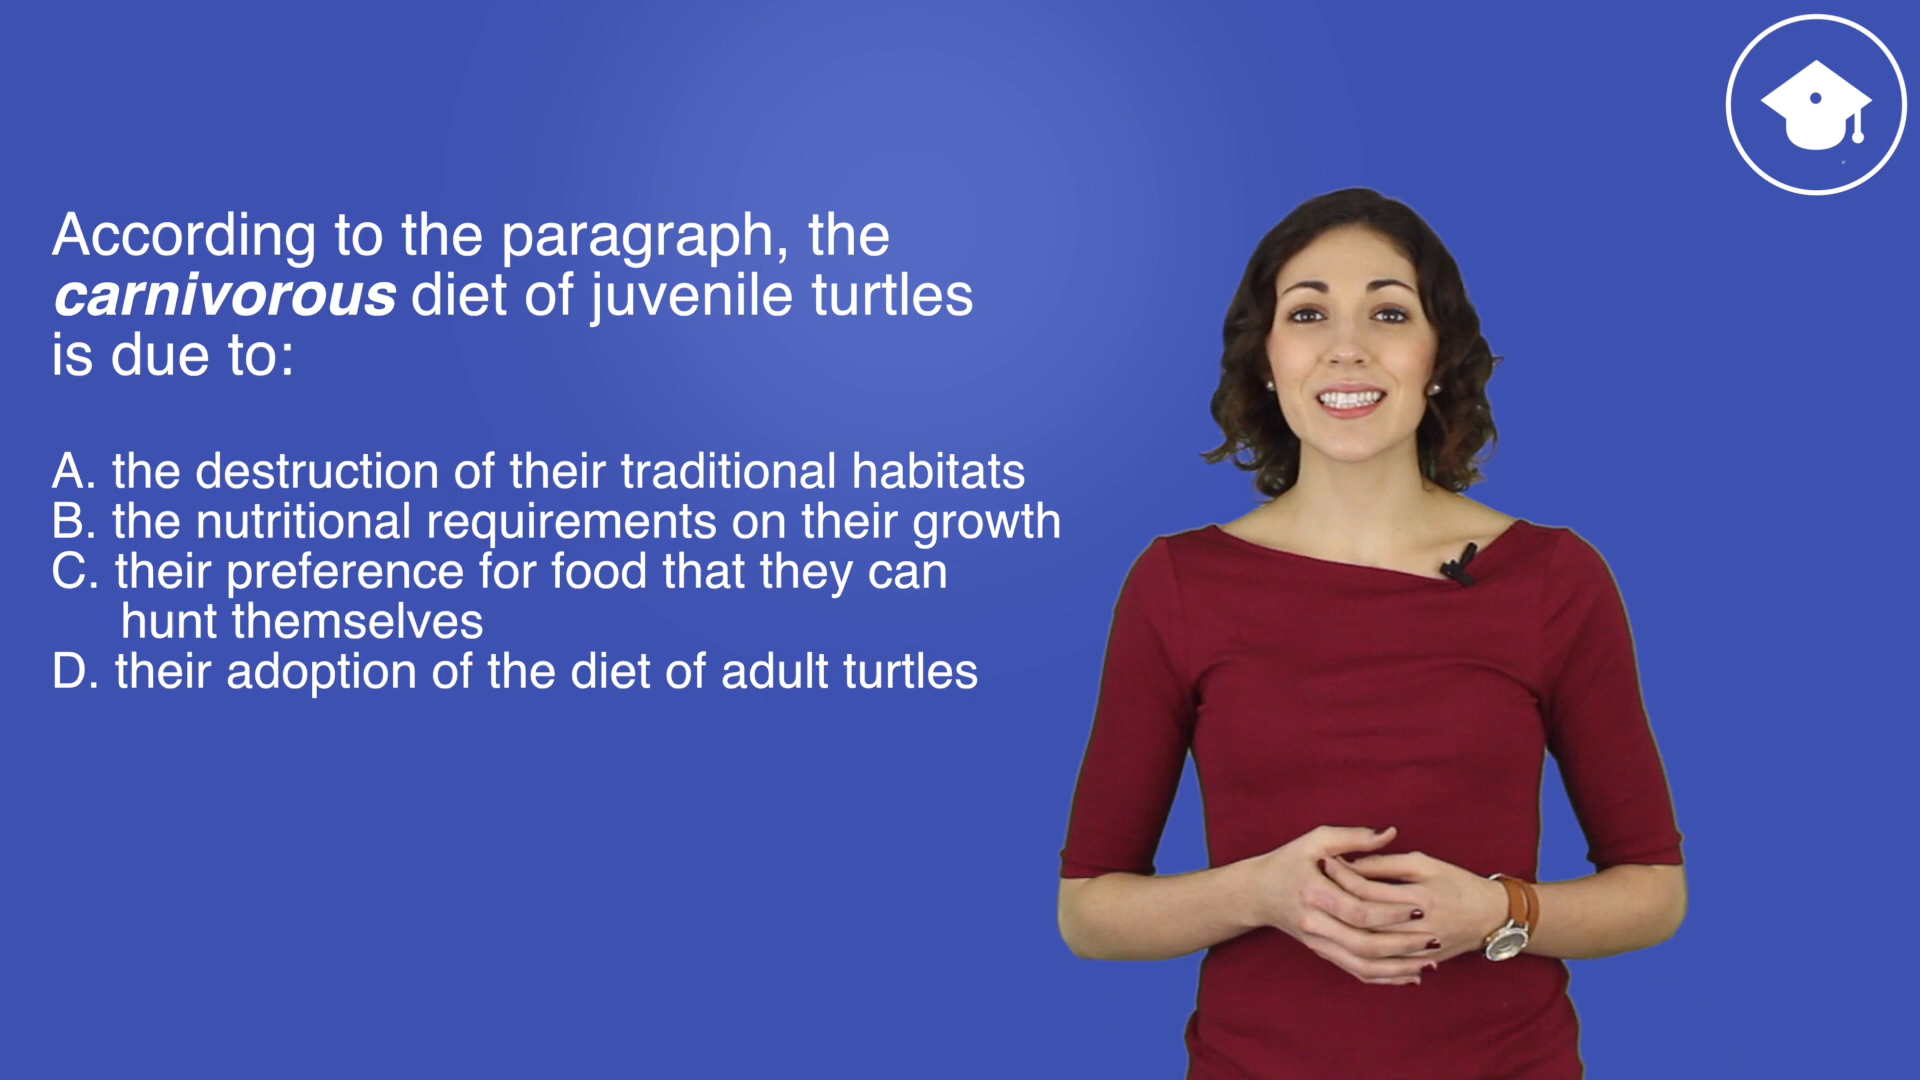 According to the paragraph, the
carnivorous diet of juvenile turtles
is due to:
A. the destruction of their traditional habitats
B. the nutritional requirements on their growth
C. their preference for food that they can
hunt themselves
D. their adoption of the diet of adult turtles